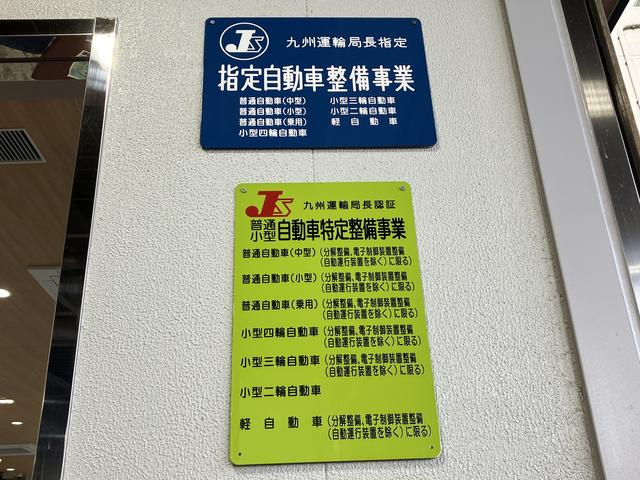 JS 九州運輸局長指定
指定自動車整備事業
普通自動車(中型) 小型三輪自動車
普通自動車(小型) 小型二輪自動車
普通自動車(乗用) 軽自動車
小型四輪自動車
JS 九州運輸局長認証
普通小型自動車特定整備事業
普通自動車(中型)(分解整備、電子制御装置整備
(自動運行装置を除く)に限る)
普通自動車(小型)(分解整備、電子制御装置整備
(自動運行装置を除く)に限る)
普通自動車(乗用)(分解整備、電子制御装置整備
(自動運行装置を除く)に限る)
小型四輪自動車(分解整備、電子制御装置整備
(自動運行装置を除く)に限る)
小型三輪自動車(分解整備、電子制御装置整備
(自動運行装置を除く)に限る)
小型二輪自動車
軽自動車(分解整備、電子制御装置整備
(自動運行装置を除く)に限る)